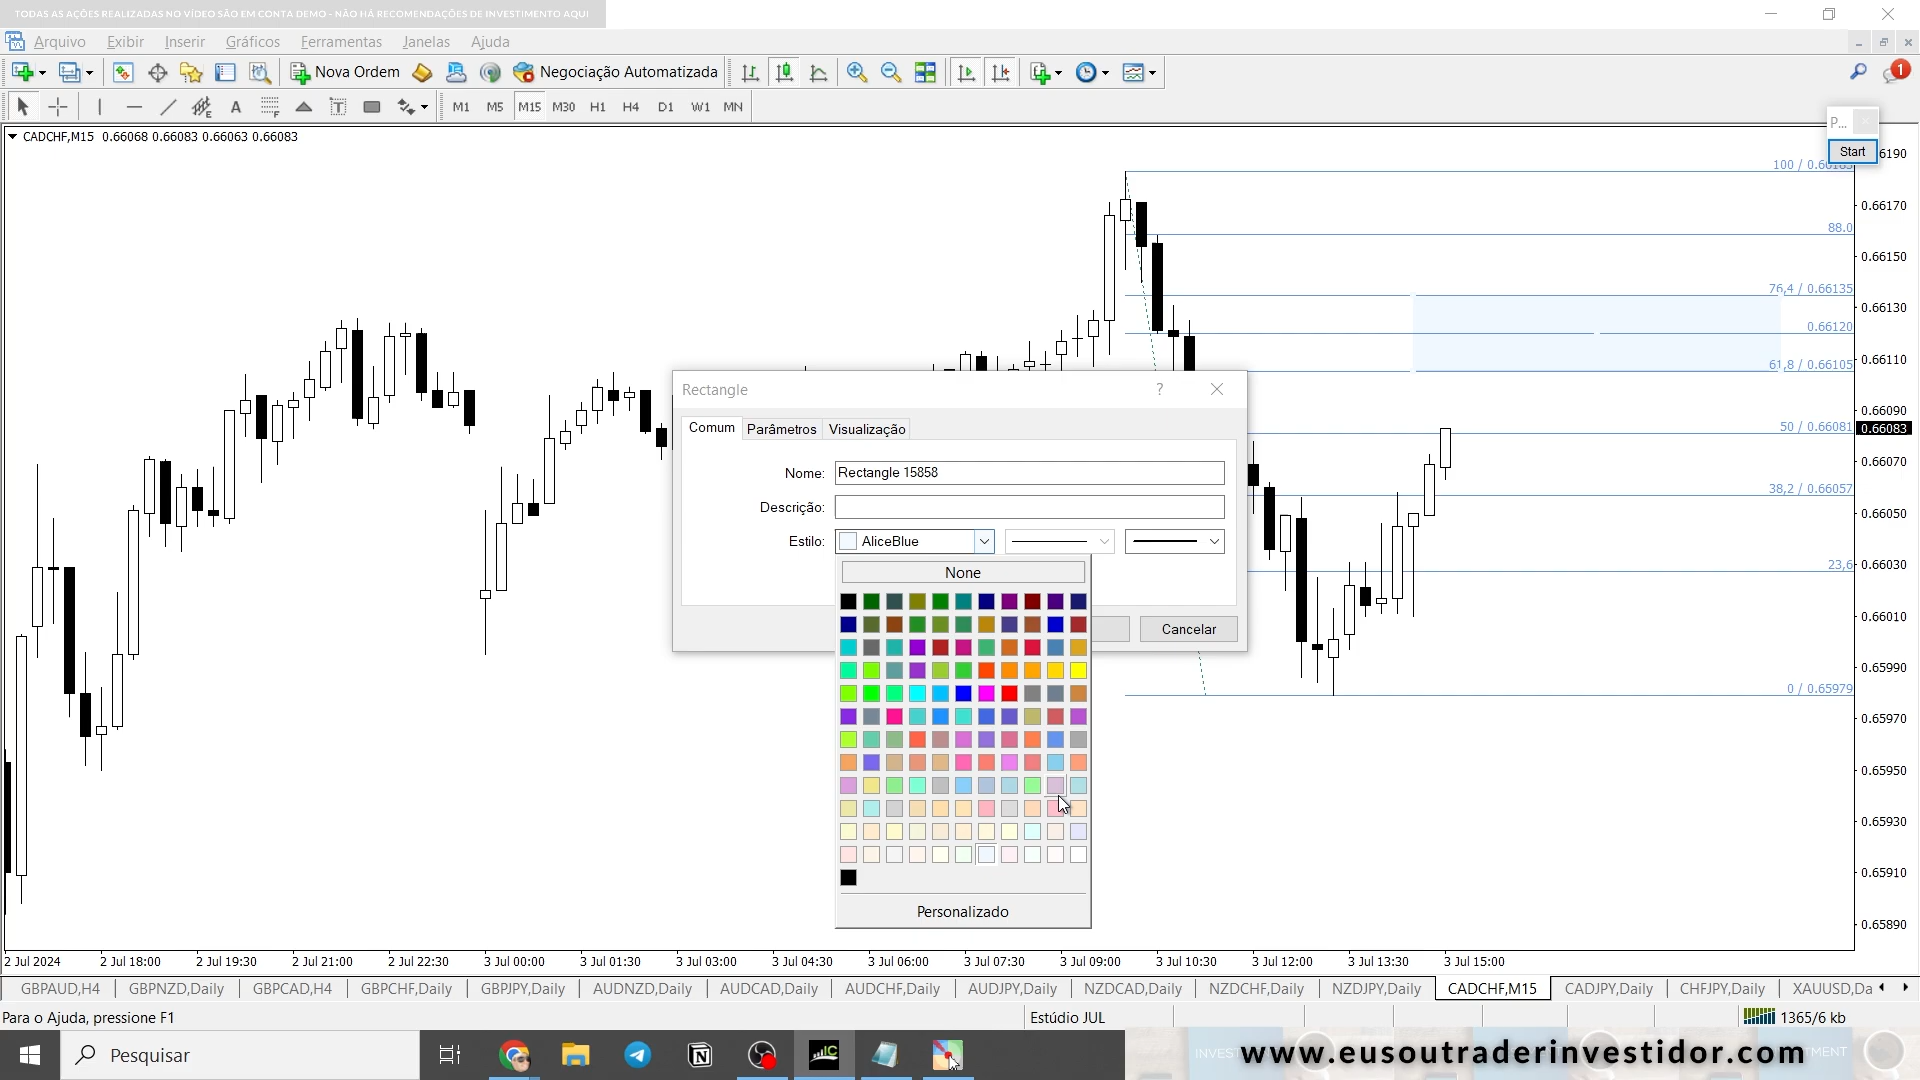 TODAS AS AÇÕES REALIZADAS NO VÍDEO SÃO EM CONTA DEMO - NÃO HÁ RECOMENDAÇÕES DE INVESTIMENTO AQUI
Arquivo Exibir Inserir Gráficos Ferramentas Janelas Ajuda
Nova Ordem Negociação Automatizada
1
A T M1 M5 M15 M30 H1 H4 D1 W1 MN
CADCHF,M15 0.66068 0.66083 0.66063 0.66083
P...
Start
100 /
6190
0.66170
88.0
0.66150
76,4 / 0.66135
0.66130
0.66120
0.66110
61,8 / 0.66105
0.66090
50 / 0.66081
0.66083
0.66070
38,2 / 0.66057
0.66050
23,6
0.66030
0.66010
0.65990
0 / 0.65979
0.65970
0.65950
0.65930
0.65910
0.65890
Rectangle ?
Comum Parâmetros Visualização
Nome: Rectangle 15858
Descrição:
Estilo: AliceBlue
None
Cancelar
Personalizado
2 Jul 2024 2 Jul 18:00 2 Jul 19:30 2 Jul 21:00 2 Jul 22:30 3 Jul 00:00 3 Jul 01:30 3 Jul 03:00 3 Jul 04:30 3 Jul 06:00 3 Jul 07:30 3 Jul 09:00 3 Jul 10:30 3 Jul 12:00 3 Jul 13:30 3 Jul 15:00
GBPAUD,H4 GBPNZD,Daily GBPCAD,H4 GBPCHF,Daily GBPJPY,Daily AUDNZD,Daily AUDCAD,Daily AUDCHF,Daily AUDJPY,Daily NZDCAD,Daily NZDCHF,Daily NZDJPY,Daily CADCHF,M15 CADJPY,Daily CHFJPY,Daily XAUUSD,Da
Para o Ajuda, pressione F1 Estúdio JUL 1365/6 kb
Pesquisar
www.eusoutraderinvestidor.com